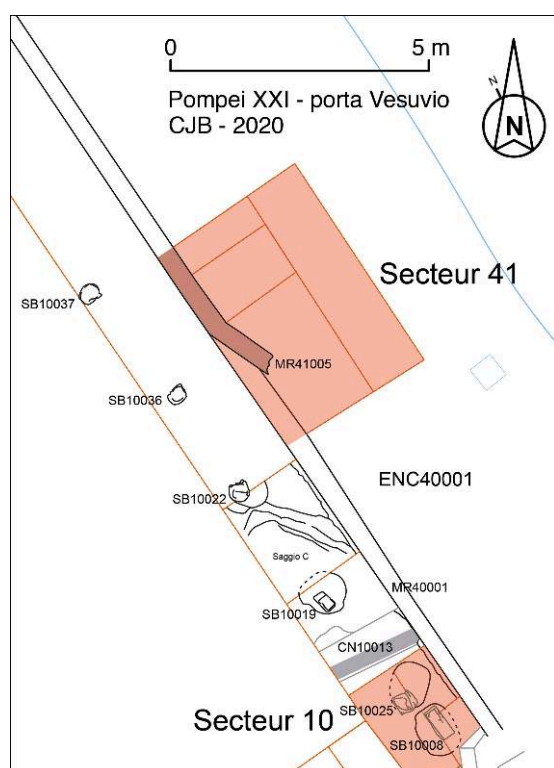 0 5 m
Pompei XXI - porta Vesuvio
CJB - 2020
N
N
Secteur 41
SB10037
MR41005
SB10036
ENC40001
SB10022
Saggio C
MR40001
SB10019
CN10013
SB10025
Secteur 10
SB10008